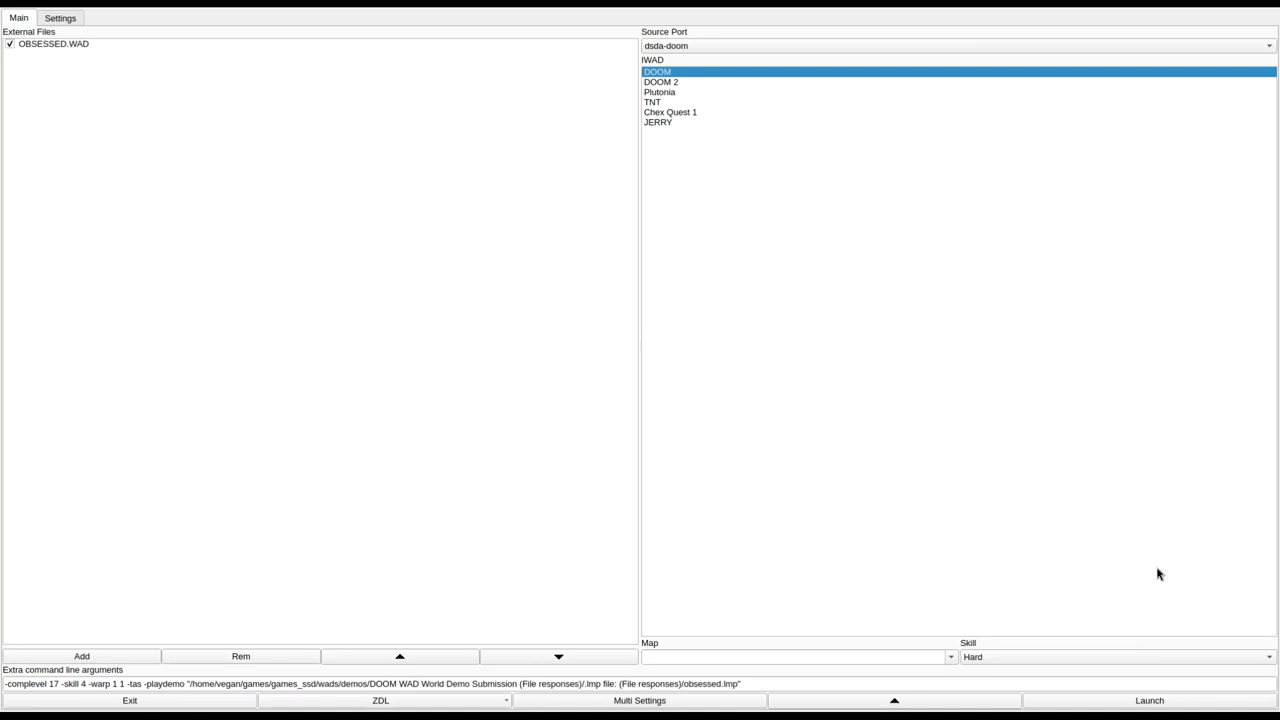 Main Settings
External Files
OBSESSED.WAD
Source Port
dsda-doom
IWAD
DOOM
DOOM 2
Plutonia
TNT
Chex Quest 1
JERRY
Map Skill
Hard
Add Rem
Extra command line arguments
-complevel 17 -skill 4 -warp 1 1 -tas -playdemo "/home/vegan/games/games_ssd/wads/demos/DOOM WAD World Demo Submission (File responses)/.lmp file: (File responses)/obsessed.lmp"
Exit ZDL Multi Settings Launch